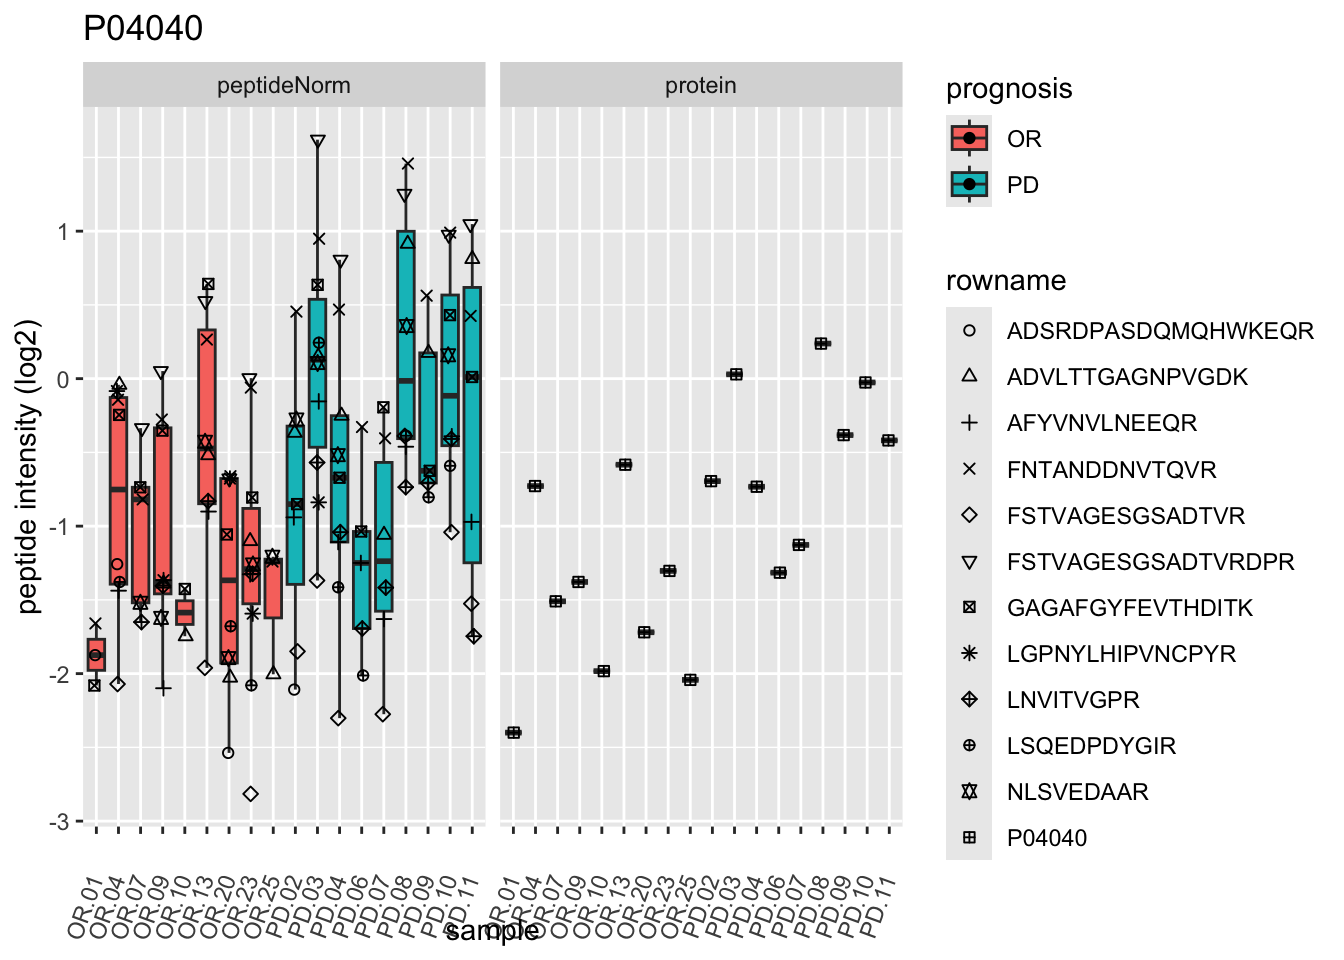 P04040
peptideNorm
protein
peptide intensity (log2)
1
0
-1
-2
-3
OR.01
OR.04
OR.07
OR.09
OR.10
OR.13
OR.20
OR.23
OR.25
PD.02
PD.03
PD.04
PD.06
PD.07
PD.08
PD.09
PD.10
PD.11
OR.01
OR.04
OR.07
OR.09
OR.10
OR.13
OR.20
OR.23
OR.25
PD.02
PD.03
PD.04
PD.06
PD.07
PD.08
PD.09
PD.10
PD.11
sample
prognosis
OR
PD
rowname
ADSRDPASDQMQHWKEQR
ADVLTTGAGNPVGDK
AFYVNVLNEEQR
FNTANDDNVTQVR
FSTVAGESGSADTVR
FSTVAGESGSADTVRDPR
GAGAFGYFEVTHDITK
LGPNYLHIPVNCPYR
LNVITVGPR
LSQEDPDYGIR
NLSVEDAAR
P04040